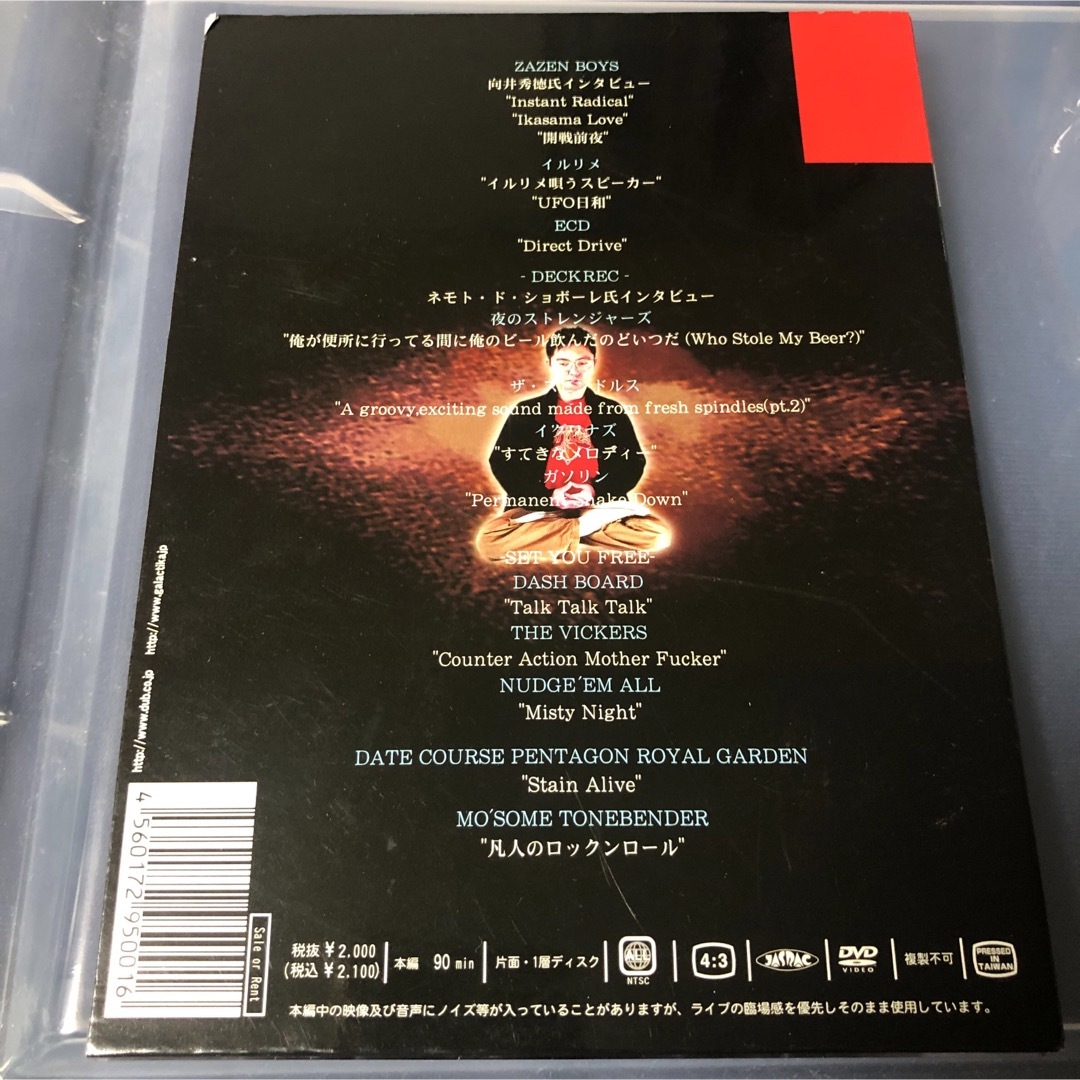 ZAZEN BOYS
向井秀徳氏インタビュー
"Instant Radical"
"Ikasama Love"
"開戦前夜"
イルリメ
"イルリメ唄うスピーカー"
"UFO日和"
ECD
"Direct Drive"
- DECKREC -
ネモト・ド・ショボーレ氏インタビュー
夜のストレンジャーズ
"俺が便所に行ってる間に俺のビール飲んだのどいつだ (Who Stole My Beer?)"
ザ・ス ドルス
"A groovy,exciting sound made from fresh spindles(pt.2)"
イ ナズ
"すてきなメロディー"
ガソリン
"Permanent Shake Down"
-SET YOU FREE-
DASH BOARD
"Talk Talk Talk"
THE VICKERS
"Counter Action Mother Fucker"
NUDGE´EM ALL
"Misty Night"
DATE COURSE PENTAGON ROYAL GARDEN
"Stain Alive"
MO´SOME TONEBENDER
"凡人のロックンロール"
http://www.dub.co.jp http://www.galactika.jp
4 560172 950016
Sale or Rent
税抜 ¥2,000
(税込 ¥2,100)
本編 90 min
片面・1層ディスク
ALL
NTSC
4:3
JASRAC
DVD
VIDEO
複製不可
PRESSED
IN
TAIWAN
本編中の映像及び音声にノイズ等が入っていることがありますが、ライブの臨場感を優先しそのまま使用しています。